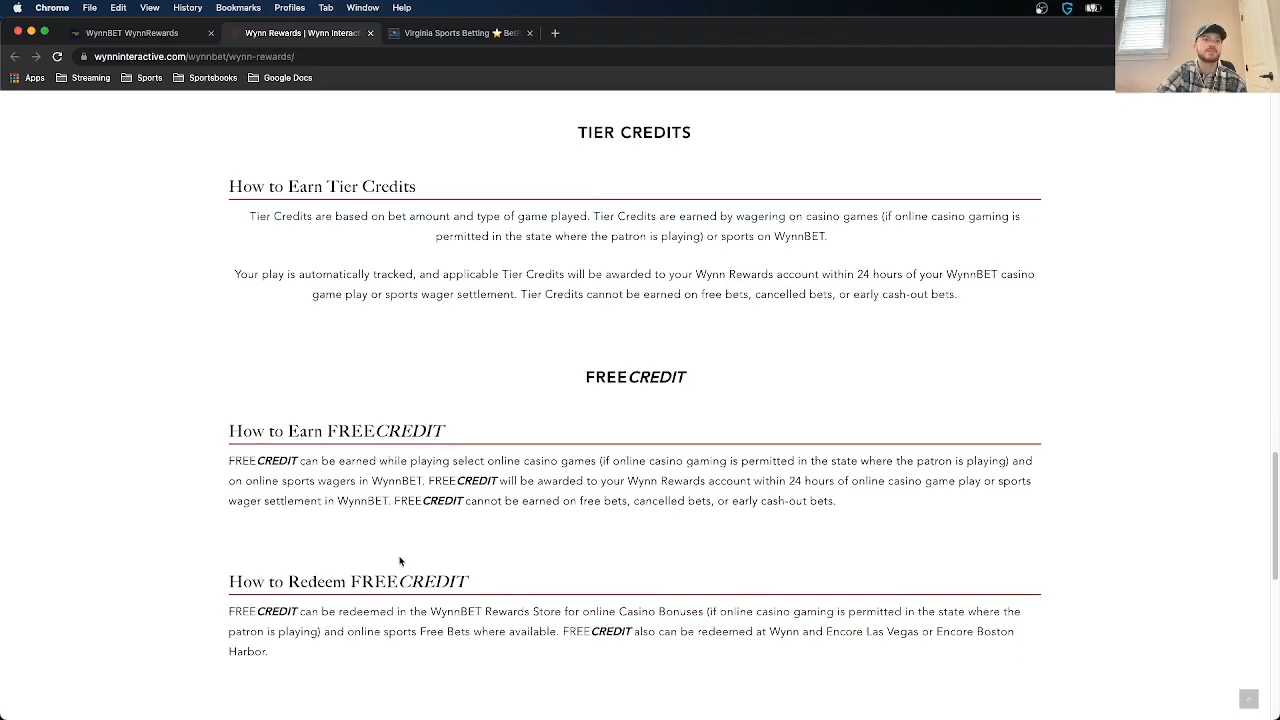 Chrome File Edit View History Bookmarks Profiles Tab Window Help
WynnBET Wynn Rewards
wynninteractive.com/wynnbet/wynn-rewards/
Apps Streaming Sports Sportsbooks Google Docs
TIER CREDITS
How to Earn Tier Credits
Tier Credits are based on bet amount and type of game played. Tier Credits are earned by wagering on casino games (if online casino gaming is
permitted in the state where the patron is playing) or sports on WynnBET.
Your play is automatically tracked, and applicable Tier Credits will be awarded to your Wynn Rewards account within 24 hours of your WynnBET casino
game play or sports wager settlement. Tier Credits cannot be earned on free bets, cancelled bets, or early cash-out bets.
FREECREDIT
How to Earn FREECREDIT
FREECREDIT can be earned while playing select online casino games (if online casino gaming is permitted in the state where the patron is playing) and
on online sports wagers in WynnBET. FREECREDIT will be awarded to your Wynn Rewards account within 24 hours of online casino game play or sports
wager settlement in WynnBET. FREECREDIT cannot be earned on free bets, cancelled bets, or early cash-out bets.
How to Redeem FREECREDIT
FREECREDIT can be redeemed in the WynnBET Rewards Store for online Casino Bonuses (if online casino gaming is permitted in the state where the
patron is playing) and online sports Free Bets where available. FREECREDIT also can be redeemed at Wynn and Encore Las Vegas or Encore Boston
Harbor.